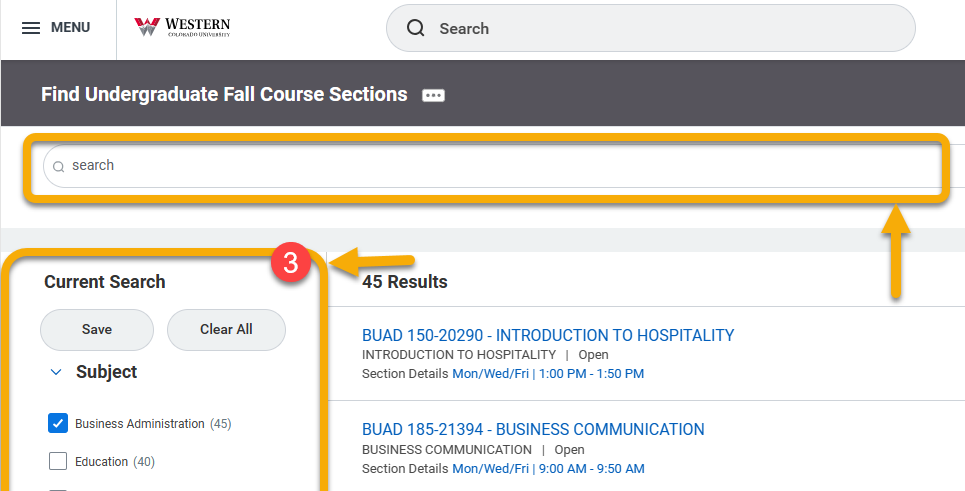 MENU
WESTERN
COLORADO UNIVERSITY
Search
Find Undergraduate Fall Course Sections
search
3
Current Search
Save
Clear All
Subject
Business Administration (45)
Education (40)
45 Results
BUAD 150-20290 - INTRODUCTION TO HOSPITALITY
INTRODUCTION TO HOSPITALITY | Open
Section Details Mon/Wed/Fri | 1:00 PM - 1:50 PM
BUAD 185-21394 - BUSINESS COMMUNICATION
BUSINESS COMMUNICATION | Open
Section Details Mon/Wed/Fri | 9:00 AM - 9:50 AM